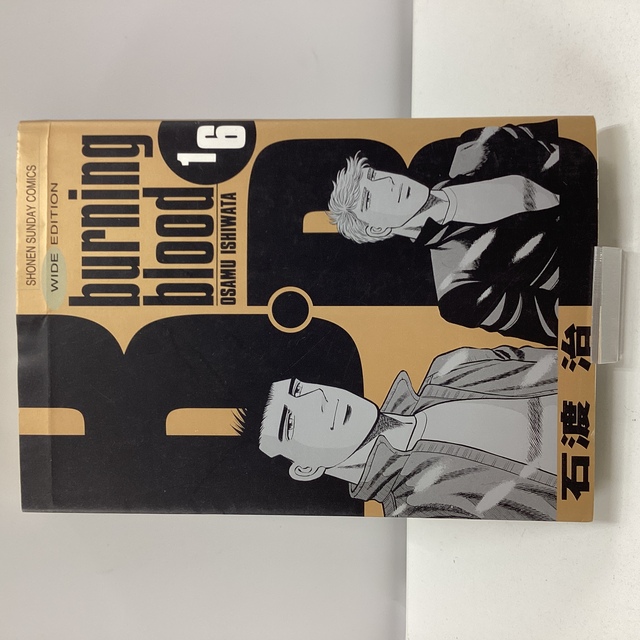 SHONEN SUNDAY COMICS
WIDE EDITION
burning
blood
16
OSAMU ISHIWATA
B.B
石渡 治